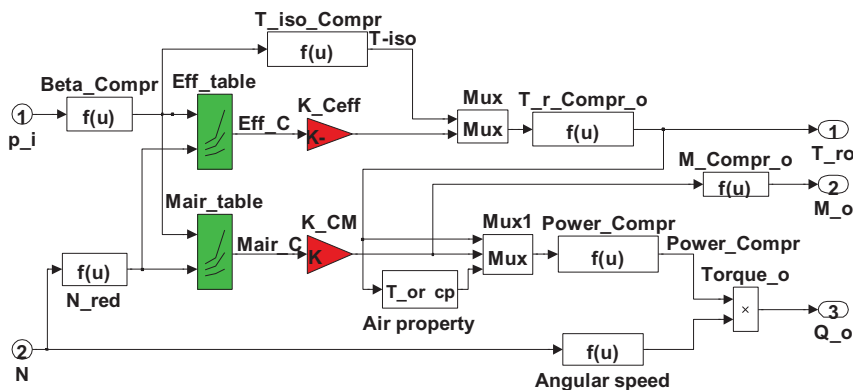 T_iso_Compr
f(u)
T-iso
Beta_Compr
Eff_table
1
f(u)
p_i
Eff_C
K_Ceff
K-
Mux
Mux
T_r_Compr_o
f(u)
1
T_ro
M_Compr_o
f(u)
2
M_o
Mair_table
Mair_C
K_CM
K
Mux1
Mux
Power_Compr
f(u)
Power_Compr
f(u)
N_red
T_or cp
Air property
Torque_o
×
3
Q_o
2
N
f(u)
Angular speed